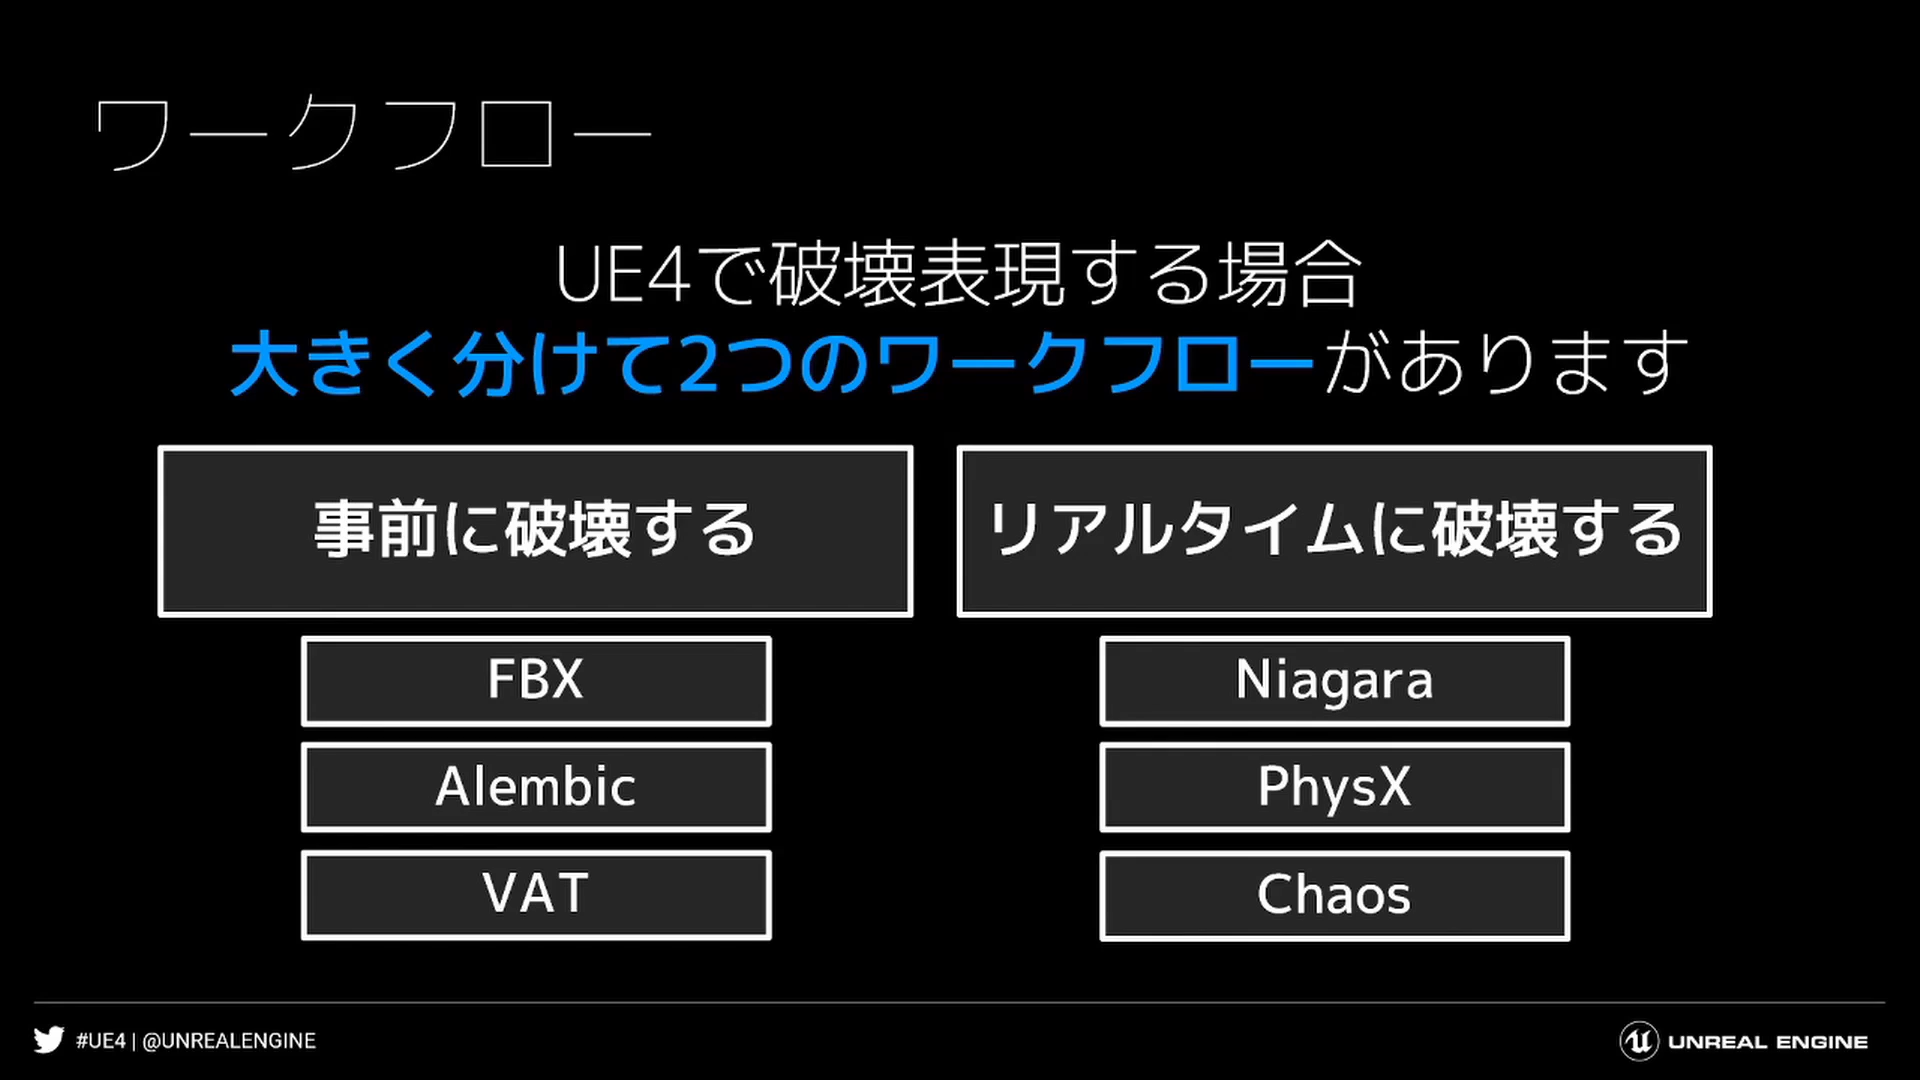 ワークフロー
UE4で破壊表現する場合
大きく分けて2つのワークフローがあります
事前に破壊する
FBX
Alembic
VAT
リアルタイムに破壊する
Niagara
PhysX
Chaos
#UE4 | @UNREALENGINE
UNREAL ENGINE